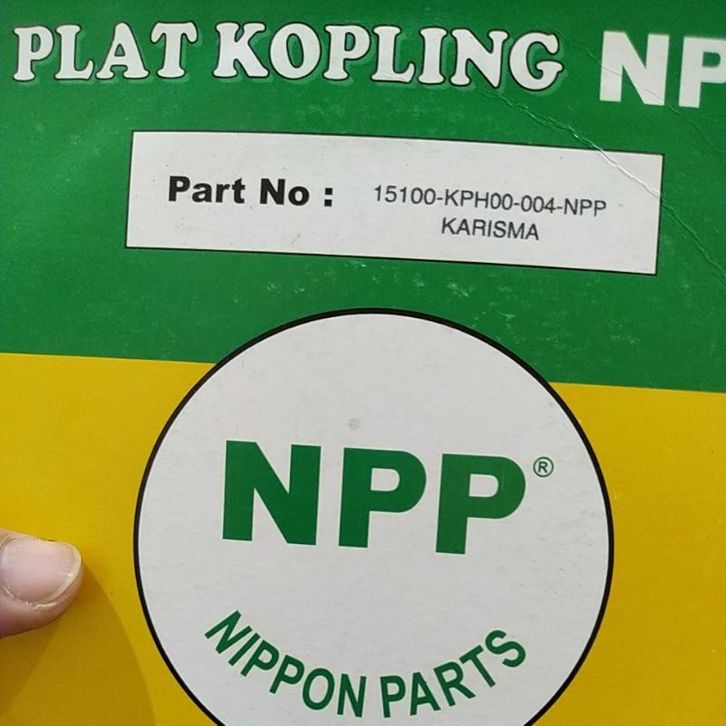 PLAT KOPLING NP
Part No : 15100-KPH00-004-NPP
KARISMA
NPP®
NIPPON PARTS